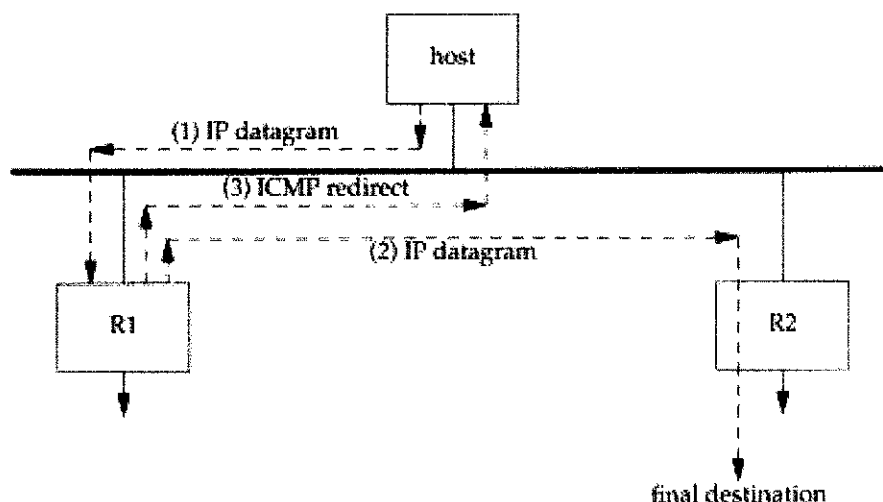 host
(1) IP datagram
(3) ICMP redirect
(2) IP datagram
R1
R2
final destination